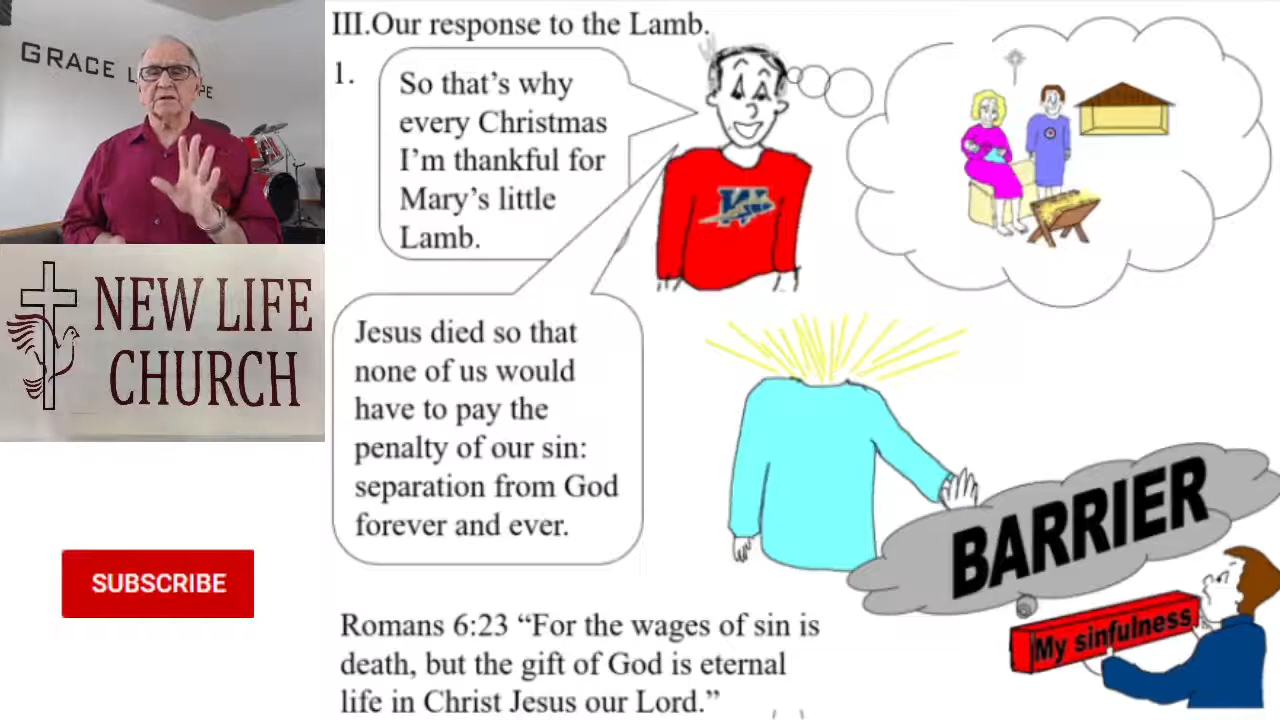 GRACE L
PE
NEW LIFE
CHURCH
SUBSCRIBE
III.Our response to the Lamb.
1.
So that's why
every Christmas
I'm thankful for
Mary's little
Lamb.
Jesus died so that
none of us would
have to pay the
penalty of our sin:
separation from God
forever and ever.
BARRIER
My sinfulness
Romans 6:23 “For the wages of sin is
death, but the gift of God is eternal
life in Christ Jesus our Lord.”